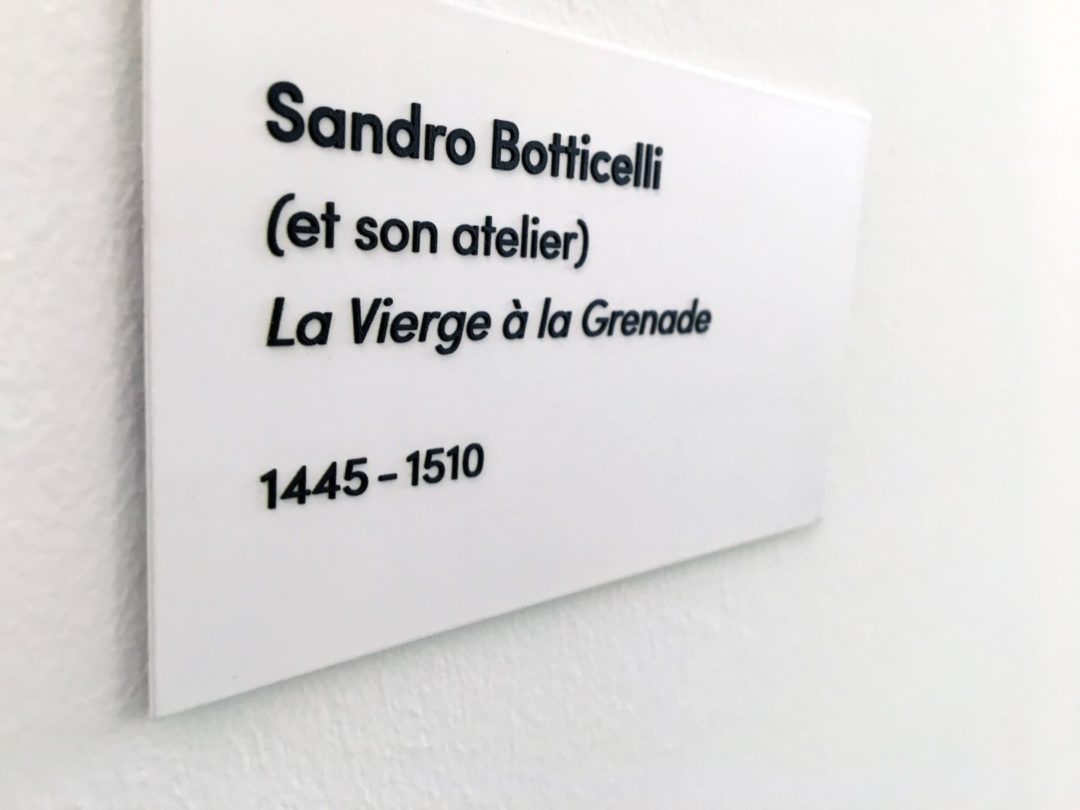 Sandro Botticelli
(et son atelier)
La Vierge à la Grenade
1445 – 1510